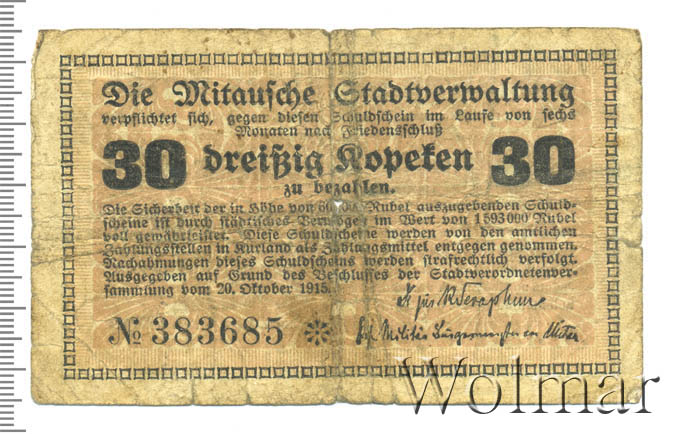 Die Mitausche Stadtverwaltung
verpflichtet sich, gegen diesen Schuldschein im Laufe von sechs
Monaten nach Friedensschluß
30 dreißig Kopeken 30
zu bezahlen.
Die Sicherheit der in Höhe von Rubel auszugebenden Schuld-
scheine ist durch städtisches Vermögen im Wert von 1593000 Rubel
voll gewährleistet. Diese Schuldscheine werden von den amtlichen
Zahlungsstellen in Kurland als Zahlungsmittel entgegen genommen.
Nachahmungen dieses Schuldscheins werden strafrechtlich verfolgt.
Ausgegeben auf Grund des Beschlusses der Stadtverordnetenver-
sammlung vom 20. Oktober 1915.
№ 383685
Wolmar